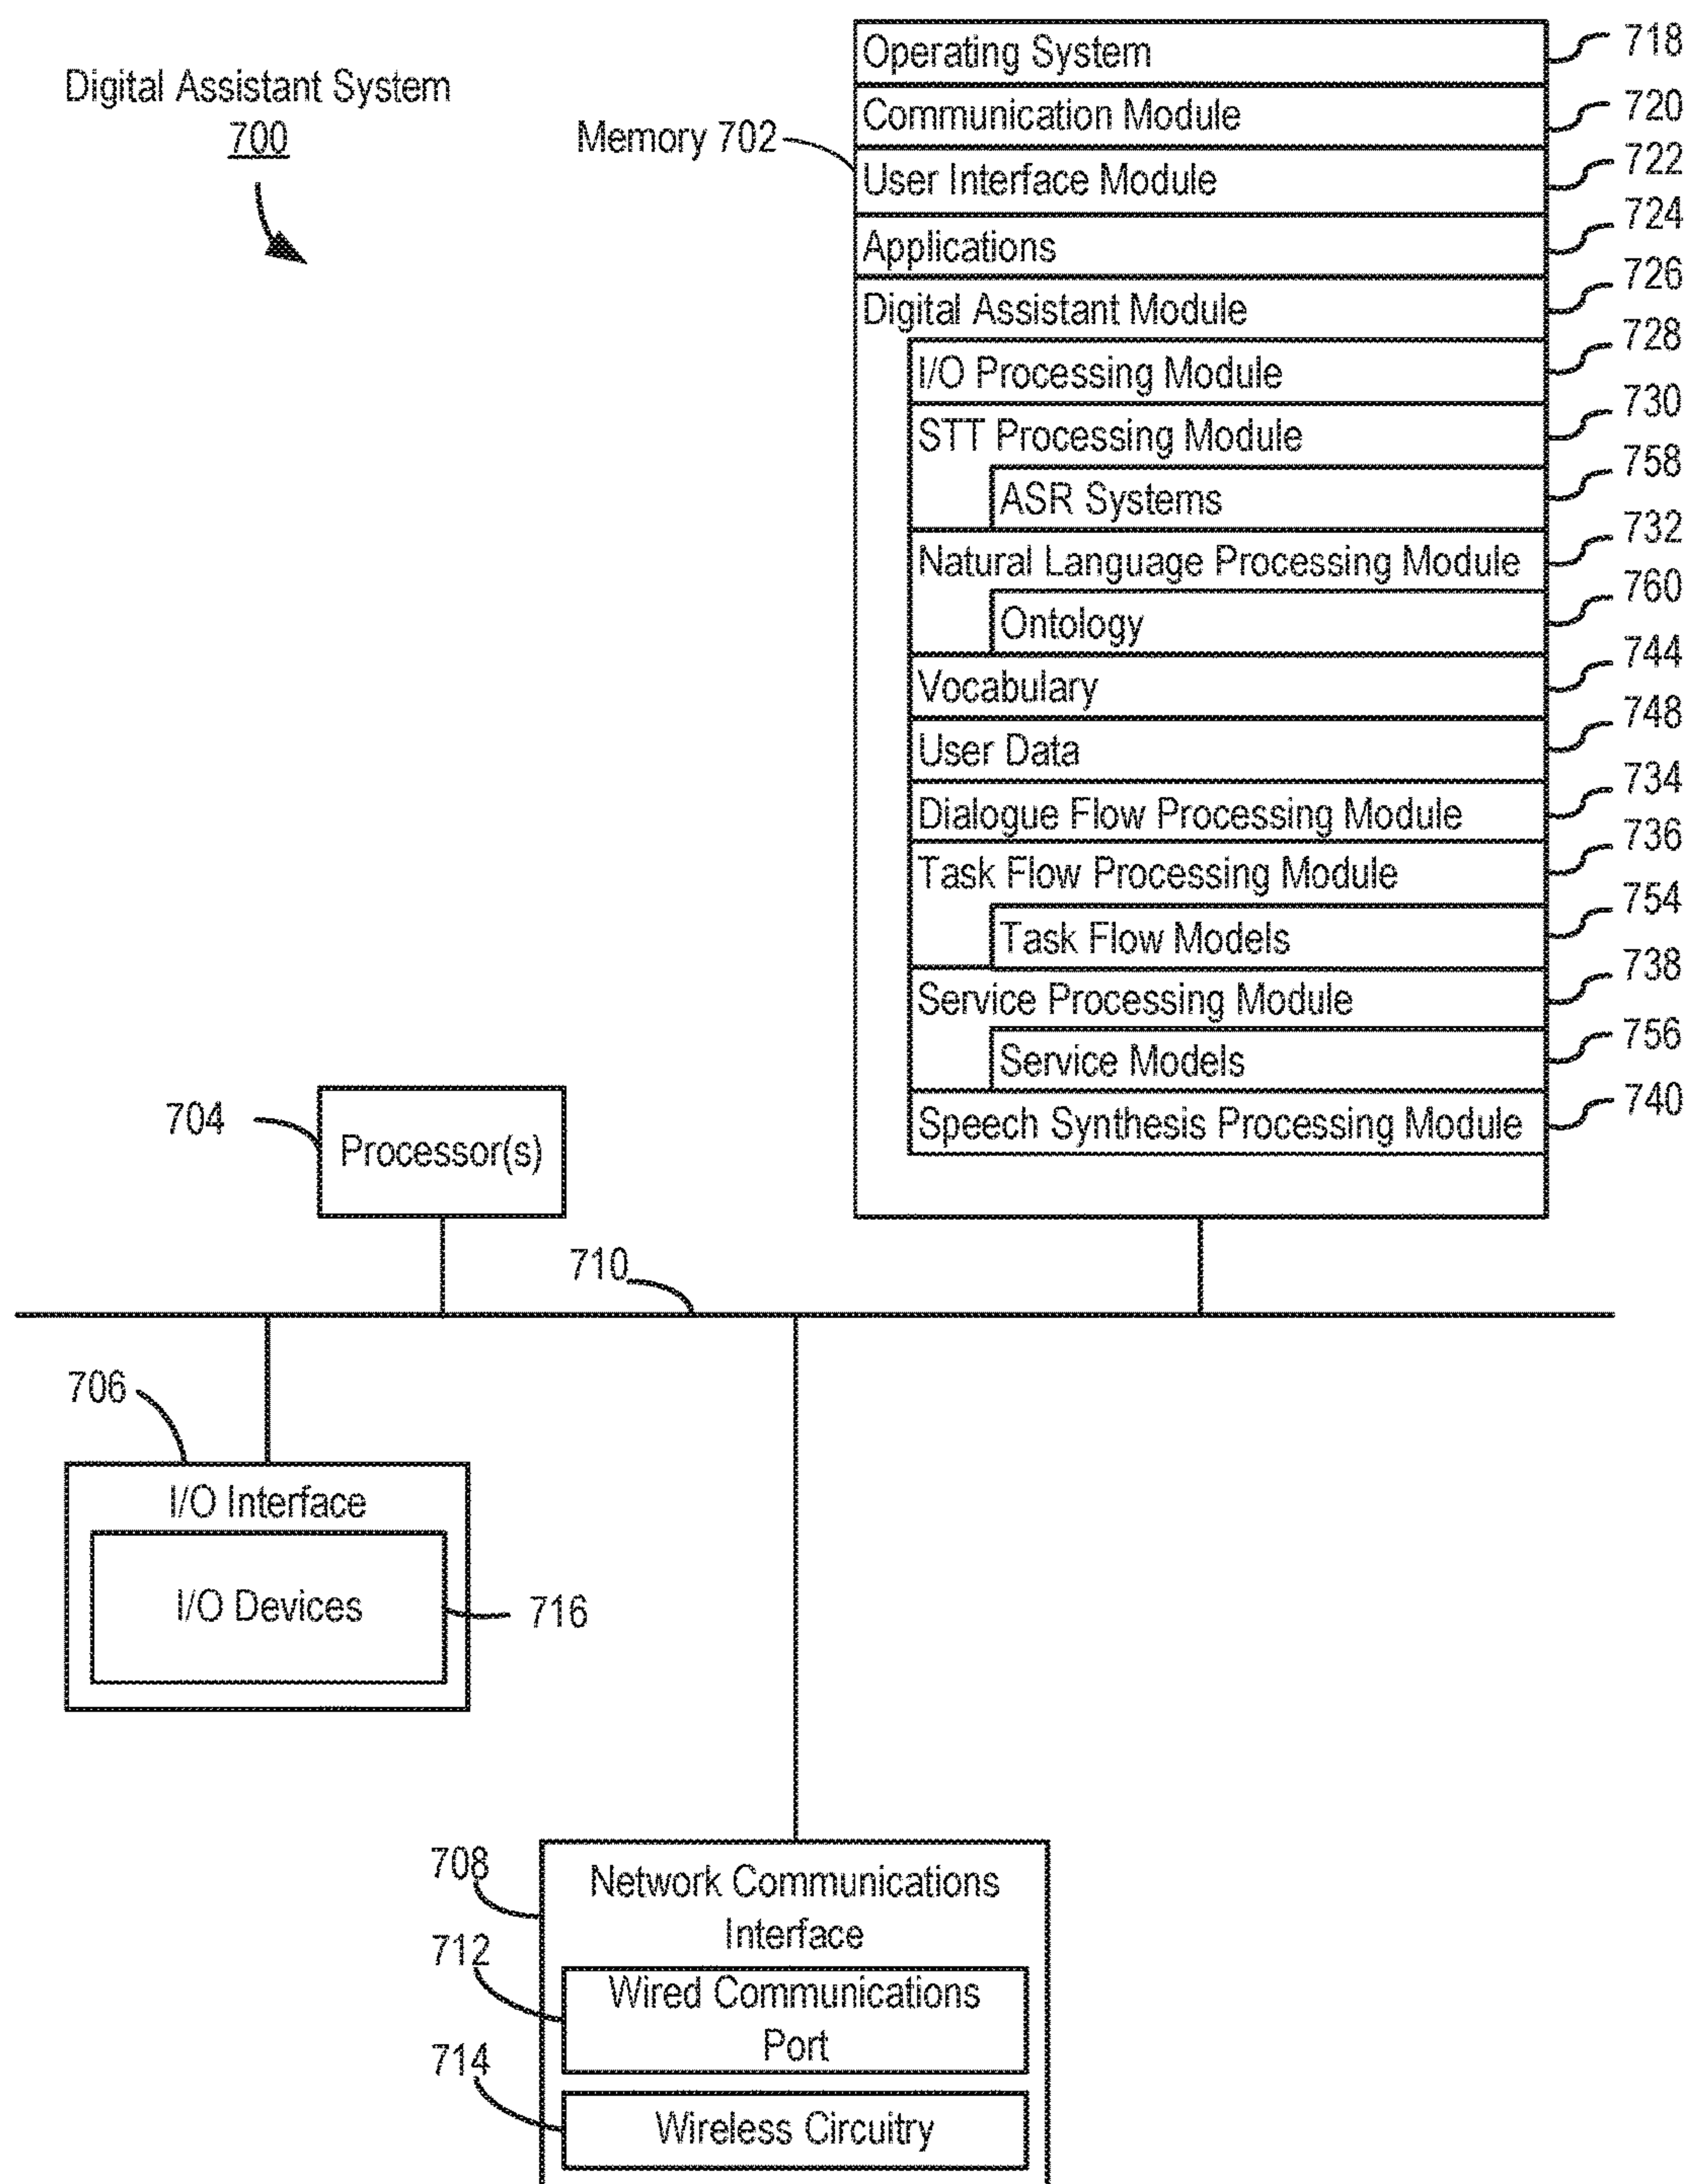 Digital Assistant System
700
Memory 702
Operating System 718
Communication Module 720
User Interface Module 722
Applications 724
Digital Assistant Module 726
I/O Processing Module 728
STT Processing Module 730
ASR Systems 758
Natural Language Processing Module 732
Ontology 760
Vocabulary 744
User Data 748
Dialogue Flow Processing Module 734
Task Flow Processing Module 736
Task Flow Models 754
Service Processing Module 738
Service Models 756
Speech Synthesis Processing Module 740
704
Processor(s)
710
706
I/O Interface
I/O Devices
716
708
Network Communications
Interface
712
Wired Communications
Port
714
Wireless Circuitry